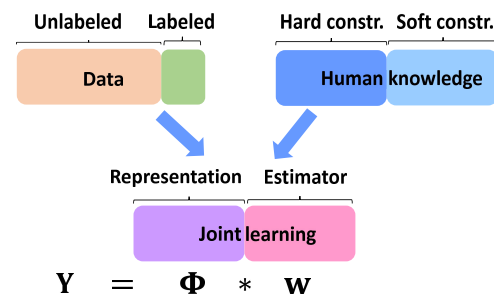 Unlabeled Labeled Hard constr. Soft constr.
Data Human knowledge
Representation Estimator
Joint learning
Y = Φ * w